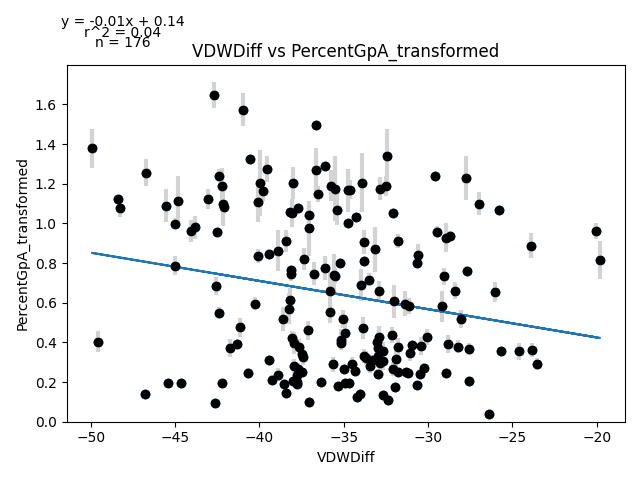 y = -0.01x + 0.14
r^2 = 0.04
n = 176
VDWDiff vs PercentGpA_transformed
PercentGpA_transformed
1.6
1.4
1.2
1.0
0.8
0.6
0.4
0.2
0.0
−50 −45 −40 −35 −30 −25 −20
VDWDiff